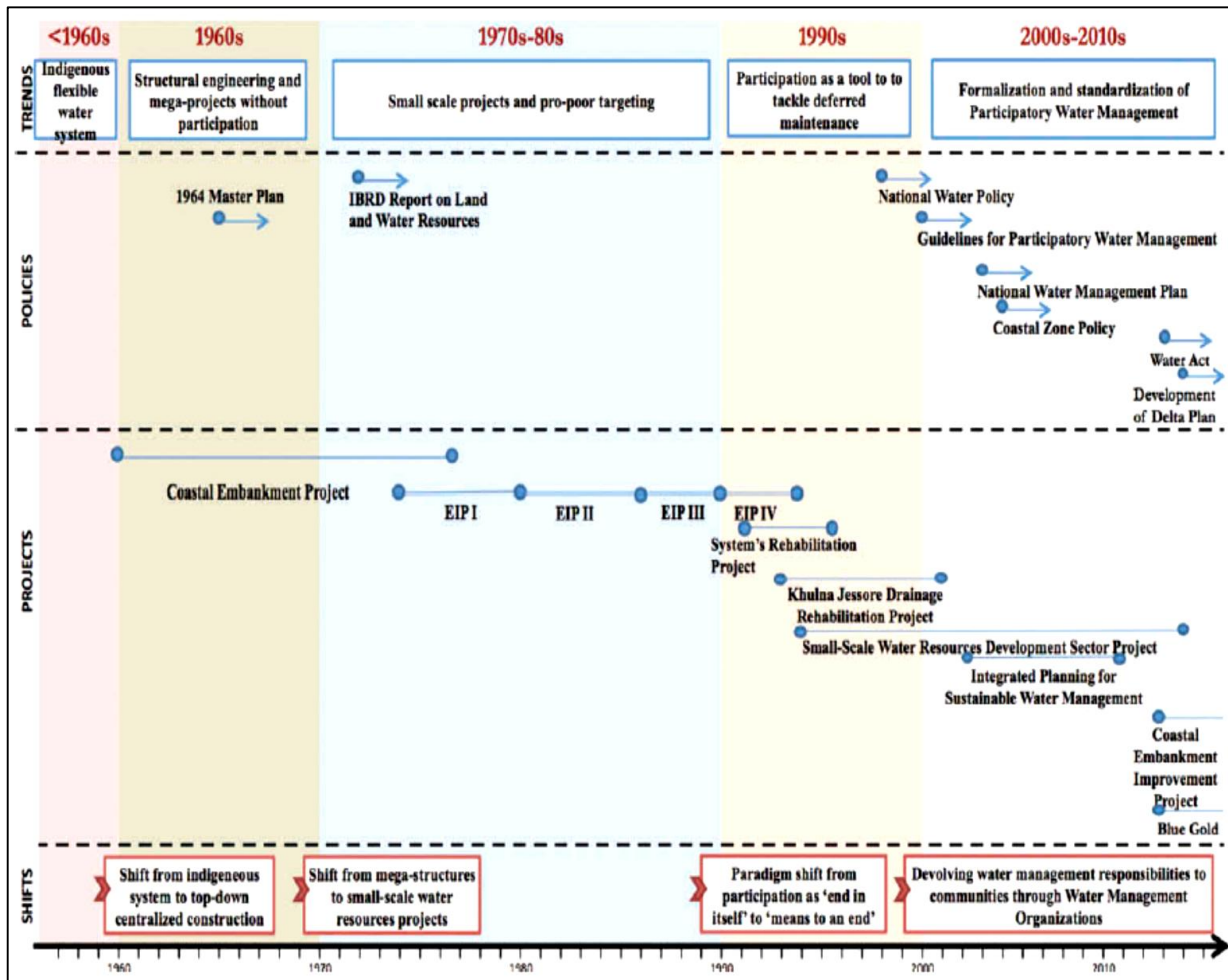 <1960s
1960s
1970s-80s
1990s
2000s-2010s
TRENDS
Indigenous
flexible
water
system
Structural engineering and
mega-projects without
participation
Small scale projects and pro-poor targeting
Participation as a tool to to
tackle deferred
maintenance
Formalization and standardization of
Participatory Water Management
POLICIES
1964 Master Plan
IBRD Report on Land
and Water Resources
National Water Policy
Guidelines for Participatory Water Management
National Water Management Plan
Coastal Zone Policy
Water Act
Development
of Delta Plan
PROJECTS
Coastal Embankment Project
EIP I
EIP II
EIP III
EIP IV
System's Rehabilitation
Project
Khulna Jessore Drainage
Rehabilitation Project
Small-Scale Water Resources Development Sector Project
Integrated Planning for
Sustainable Water Management
Coastal
Embankment
Improvement
Project
Blue Gold
SHIFTS
Shift from indigeneous
system to top-down
centralized construction
Shift from mega-structures
to small-scale water
resources projects
Paradigm shift from
participation as 'end in
itself' to 'means to an end'
Devolving water management responsibilities to
communities through Water Management
Organizations
1960
1970
1980
1990
2000
2010